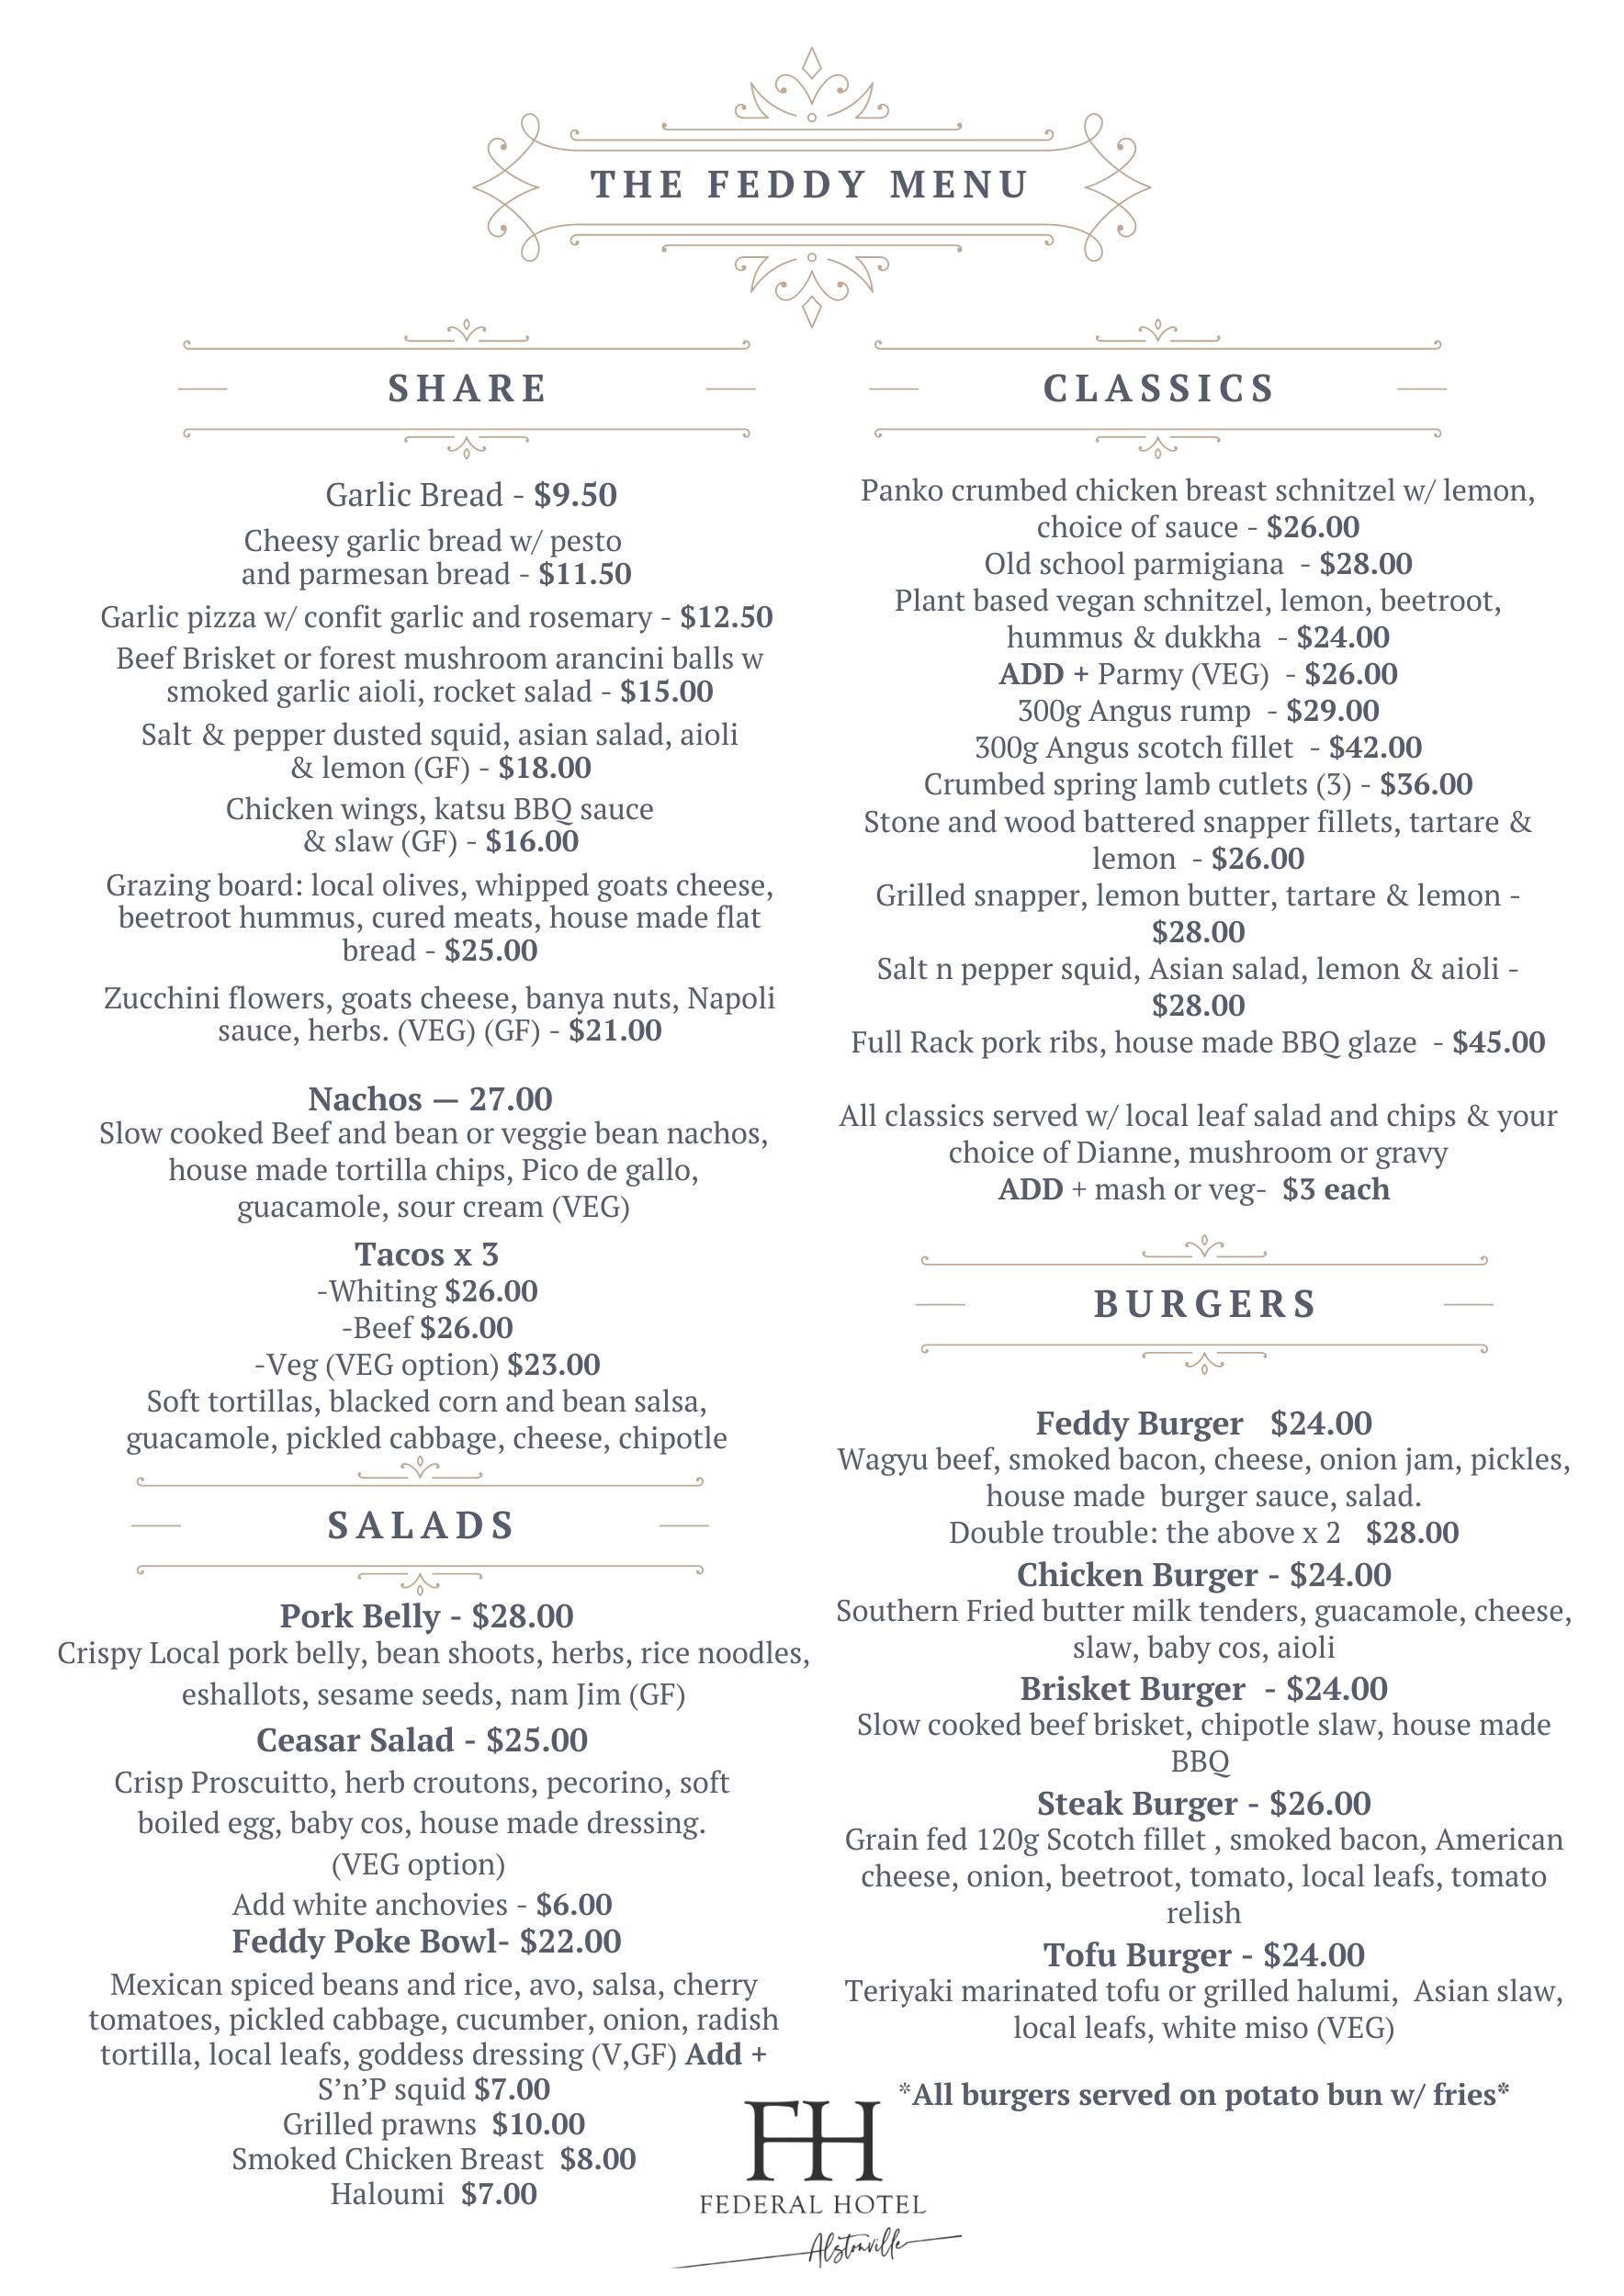 THE FEDDY MENU
SHARE
Garlic Bread - $9.50
Cheesy garlic bread w/ pesto
and parmesan bread - $11.50
Garlic pizza w/ confit garlic and rosemary - $12.50
Beef Brisket or forest mushroom arancini balls w
smoked garlic aioli, rocket salad - $15.00
Salt & pepper dusted squid, asian salad, aioli
& lemon (GF) - $18.00
Chicken wings, katsu BBQ sauce
& slaw (GF) - $16.00
Grazing board: local olives, whipped goats cheese,
beetroot hummus, cured meats, house made flat
bread - $25.00
Zucchini flowers, goats cheese, banya nuts, Napoli
sauce, herbs. (VEG) (GF) - $21.00
Nachos — 27.00
Slow cooked Beef and bean or veggie bean nachos,
house made tortilla chips, Pico de gallo,
guacamole, sour cream (VEG)
Tacos x 3
-Whiting $26.00
-Beef $26.00
-Veg (VEG option) $23.00
Soft tortillas, blacked corn and bean salsa,
guacamole, pickled cabbage, cheese, chipotle
SALADS
Pork Belly - $28.00
Crispy Local pork belly, bean shoots, herbs, rice noodles,
eshallots, sesame seeds, nam Jim (GF)
Ceasar Salad - $25.00
Crisp Proscuitto, herb croutons, pecorino, soft
boiled egg, baby cos, house made dressing.
(VEG option)
Add white anchovies - $6.00
Feddy Poke Bowl- $22.00
Mexican spiced beans and rice, avo, salsa, cherry
tomatoes, pickled cabbage, cucumber, onion, radish
tortilla, local leafs, goddess dressing (V,GF) Add +
S’n’P squid $7.00
Grilled prawns $10.00
Smoked Chicken Breast $8.00
Haloumi $7.00
CLASSICS
Panko crumbed chicken breast schnitzel w/ lemon,
choice of sauce - $26.00
Old school parmigiana - $28.00
Plant based vegan schnitzel, lemon, beetroot,
hummus & dukkha - $24.00
ADD + Parmy (VEG) - $26.00
300g Angus rump - $29.00
300g Angus scotch fillet - $42.00
Crumbed spring lamb cutlets (3) - $36.00
Stone and wood battered snapper fillets, tartare &
lemon - $26.00
Grilled snapper, lemon butter, tartare & lemon -
$28.00
Salt n pepper squid, Asian salad, lemon & aioli -
$28.00
Full Rack pork ribs, house made BBQ glaze - $45.00
All classics served w/ local leaf salad and chips & your
choice of Dianne, mushroom or gravy
ADD + mash or veg- $3 each
BURGERS
Feddy Burger $24.00
Wagyu beef, smoked bacon, cheese, onion jam, pickles,
house made burger sauce, salad.
Double trouble: the above x 2 $28.00
Chicken Burger - $24.00
Southern Fried butter milk tenders, guacamole, cheese,
slaw, baby cos, aioli
Brisket Burger - $24.00
Slow cooked beef brisket, chipotle slaw, house made
BBQ
Steak Burger - $26.00
Grain fed 120g Scotch fillet , smoked bacon, American
cheese, onion, beetroot, tomato, local leafs, tomato
relish
Tofu Burger - $24.00
Teriyaki marinated tofu or grilled halumi, Asian slaw,
local leafs, white miso (VEG)
*All burgers served on potato bun w/ fries*
FH
FEDERAL HOTEL
Alstonville